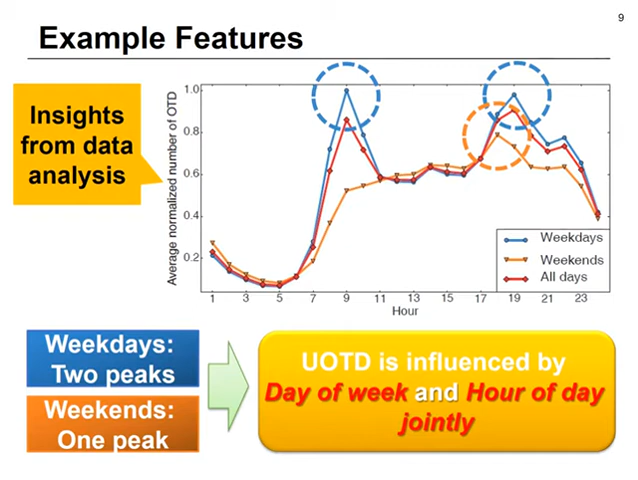 9
Example Features
Insights
from data
analysis
Average normalized number of OTD
1.0
0.8
0.6
0.4
0.2
1 3 5 7 9 11 13 15 17 19 21 23
Hour
Weekdays
Weekends
All days
Weekdays:
Two peaks
Weekends:
One peak
UOTD is influenced by
Day of week and Hour of day
jointly